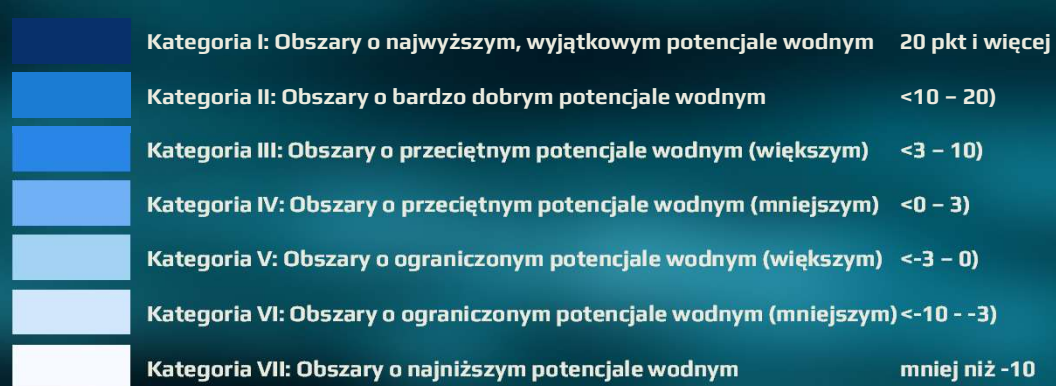 Kategoria I: Obszary o najwyższym, wyjątkowym potencjale wodnym 20 pkt i więcej
Kategoria II: Obszary o bardzo dobrym potencjale wodnym <10 – 20)
Kategoria III: Obszary o przeciętnym potencjale wodnym (większym) <3 – 10)
Kategoria IV: Obszary o przeciętnym potencjale wodnym (mniejszym) <0 – 3)
Kategoria V: Obszary o ograniczonym potencjale wodnym (większym) <-3 – 0)
Kategoria VI: Obszary o ograniczonym potencjale wodnym (mniejszym) <-10 - -3)
Kategoria VII: Obszary o najniższym potencjale wodnym mniej niż -10